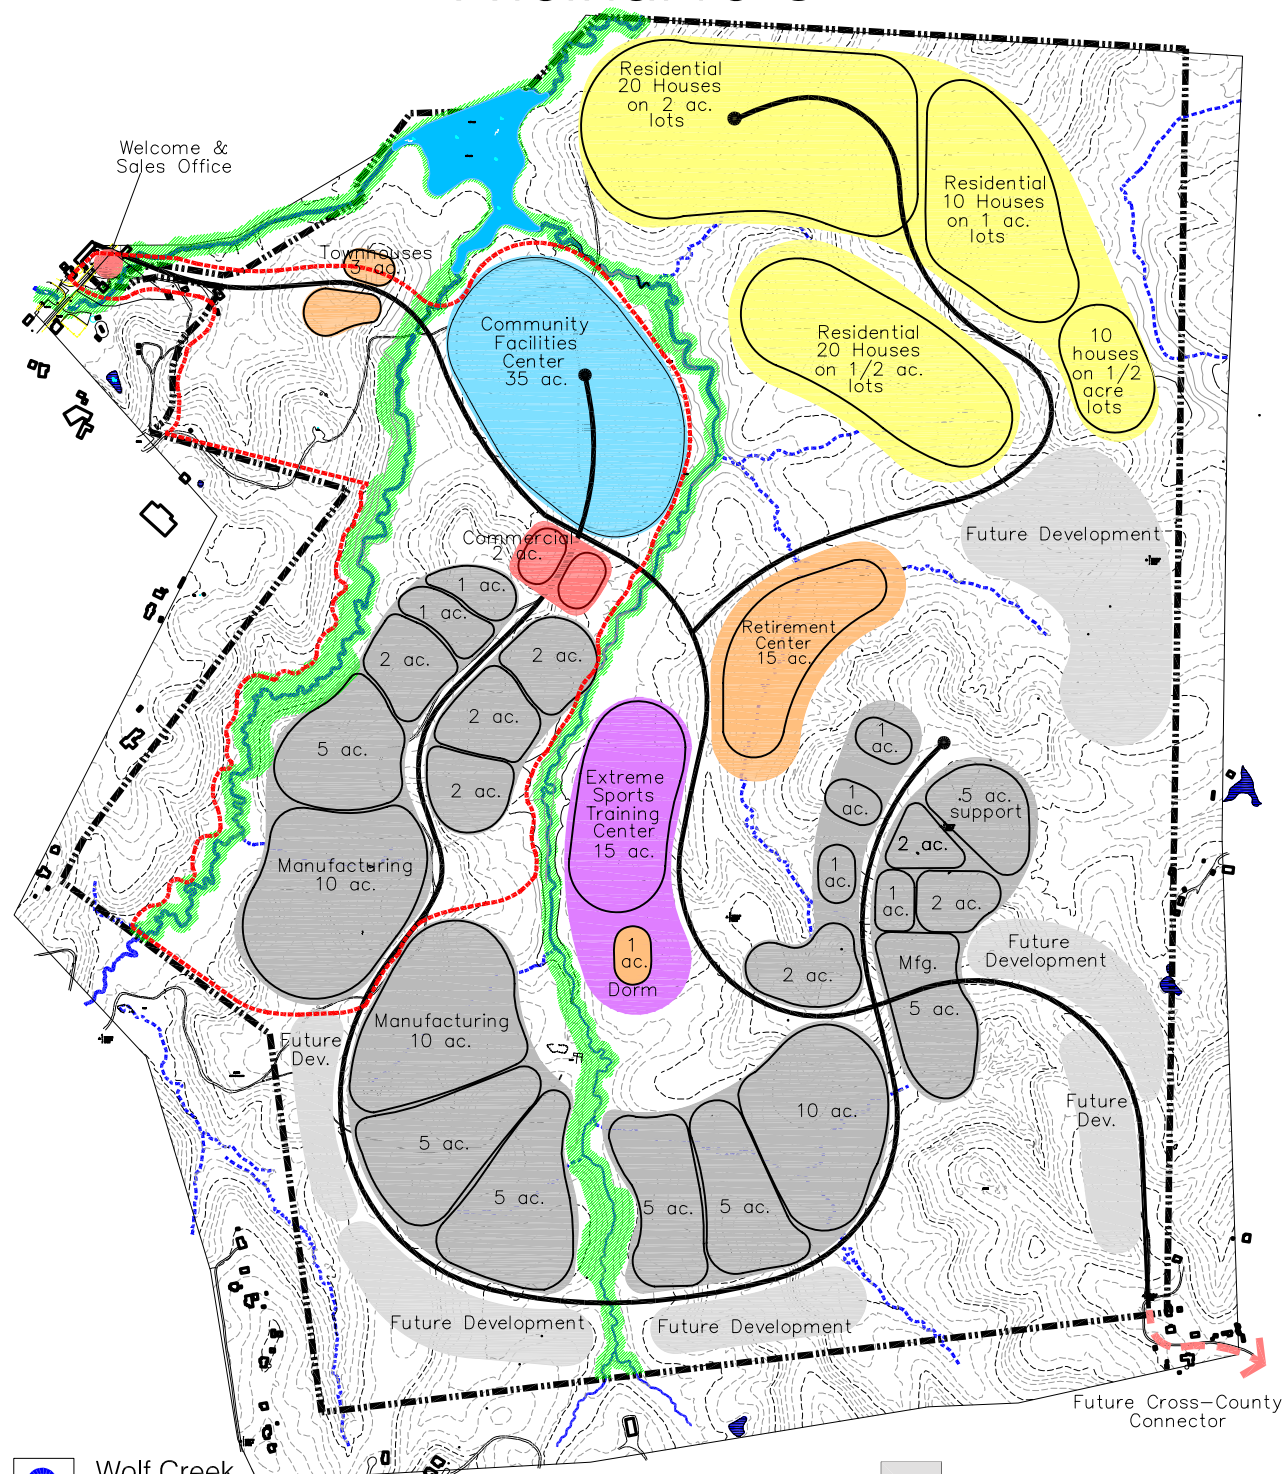 Residential
20 Houses
on 2 ac.
lots
Welcome &
Sales Office
Residential
10 Houses
on 1 ac.
lots
Townhouses
3 ac.
Community
Facilities
Center
35 ac.
Residential
20 Houses
on 1/2 ac.
lots
10
houses
on 1/2
acre
lots
Commercial
2 ac.
Future Development
1 ac.
1 ac.
2 ac.
2 ac.
Retirement
Center
15 ac.
2 ac.
5 ac.
2 ac.
1
ac.
Extreme
Sports
Training
Center
15 ac.
1
ac.
.5 ac.
support
2 .ac.
Manufacturing
10 ac.
1
ac.
1
ac.
2 ac.
1
ac.
Dorm
2 ac.
Mfg.
5 ac.
Future
Development
Manufacturing
10 ac.
Future
Dev.
10 ac.
Future
Dev.
5 ac.
5 ac.
5 ac.
5 ac.
Future Development
Future Development
Future Cross-County
Connector
Wolf Creek